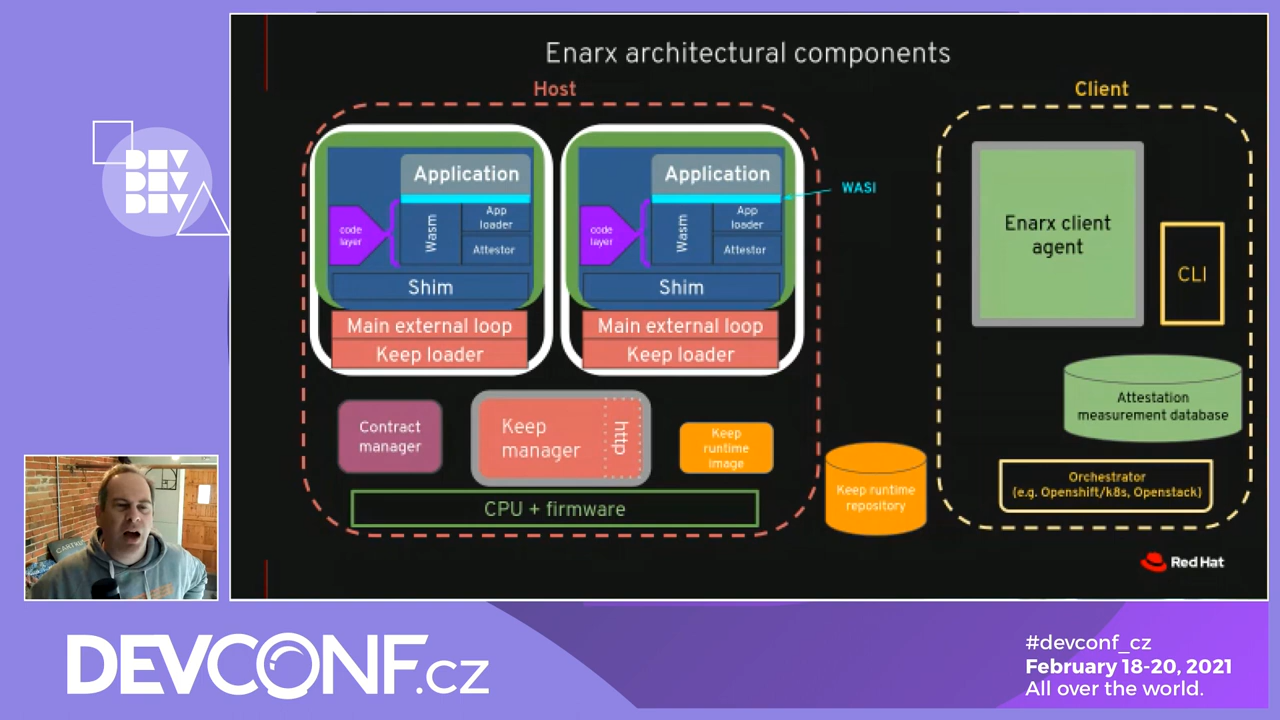 Enarx architectural components
Host
Client
Application
code
layer
Wasm
App
loader
Attestor
Shim
Main external loop
Keep loader
Application
code
layer
Wasm
App
loader
Attestor
Shim
Main external loop
Keep loader
WASI
Contract
manager
Keep
manager
http
Keep
runtime
image
CPU + firmware
Keep runtime
repository
Enarx client
agent
CLI
Attestation
measurement database
Orchestrator
(e.g. Openshift/k8s, Openstack)
Red Hat
DEV
DEV
DEV
DEVCONF.cz
#devconf_cz
February 18-20, 2021
All over the world.